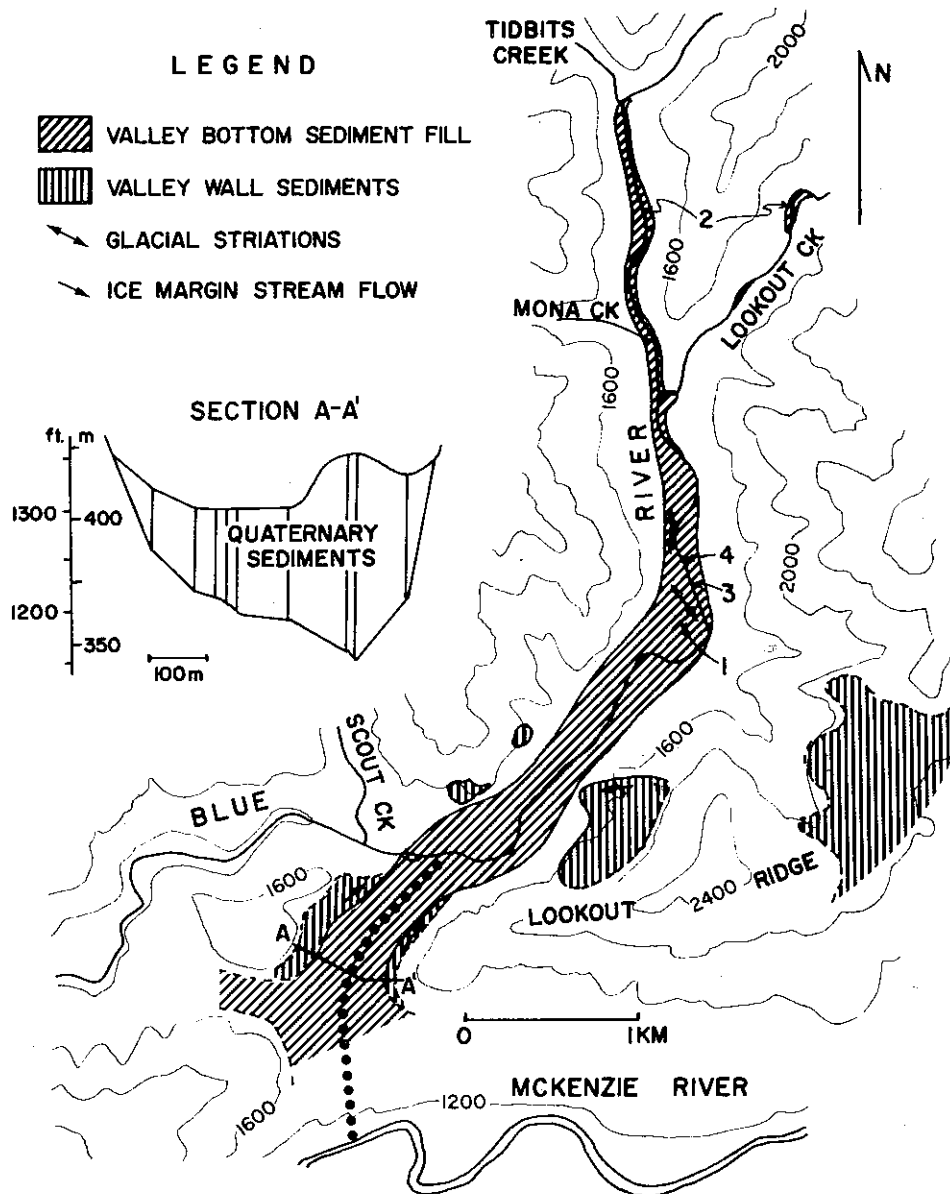 TIDBITS
CREEK
LEGEND
VALLEY BOTTOM SEDIMENT FILL
VALLEY WALL SEDIMENTS
GLACIAL STRIATIONS
ICE MARGIN STREAM FLOW
2000
N
2
1600
LOOKOUT CK
MONA CK
1600
SECTION A-A'
ft. m
1300 400
1200
350
QUATERNARY
SEDIMENTS
100m
RIVER
4
3
1
2000
SCOUT CK
BLUE
1600
1600
2400
RIDGE
LOOKOUT
A
A'
0 1KM
1600
MCKENZIE RIVER
1200